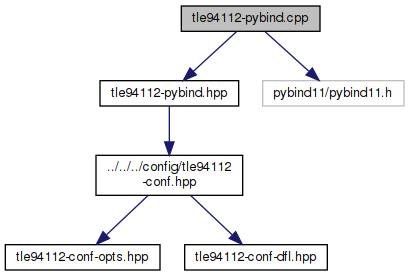 tle94112-pybind.cpp
tle94112-pybind.hpp
pybind11/pybind11.h
../../../config/tle94112
-conf.hpp
tle94112-conf-opts.hpp
tle94112-conf-dfl.hpp